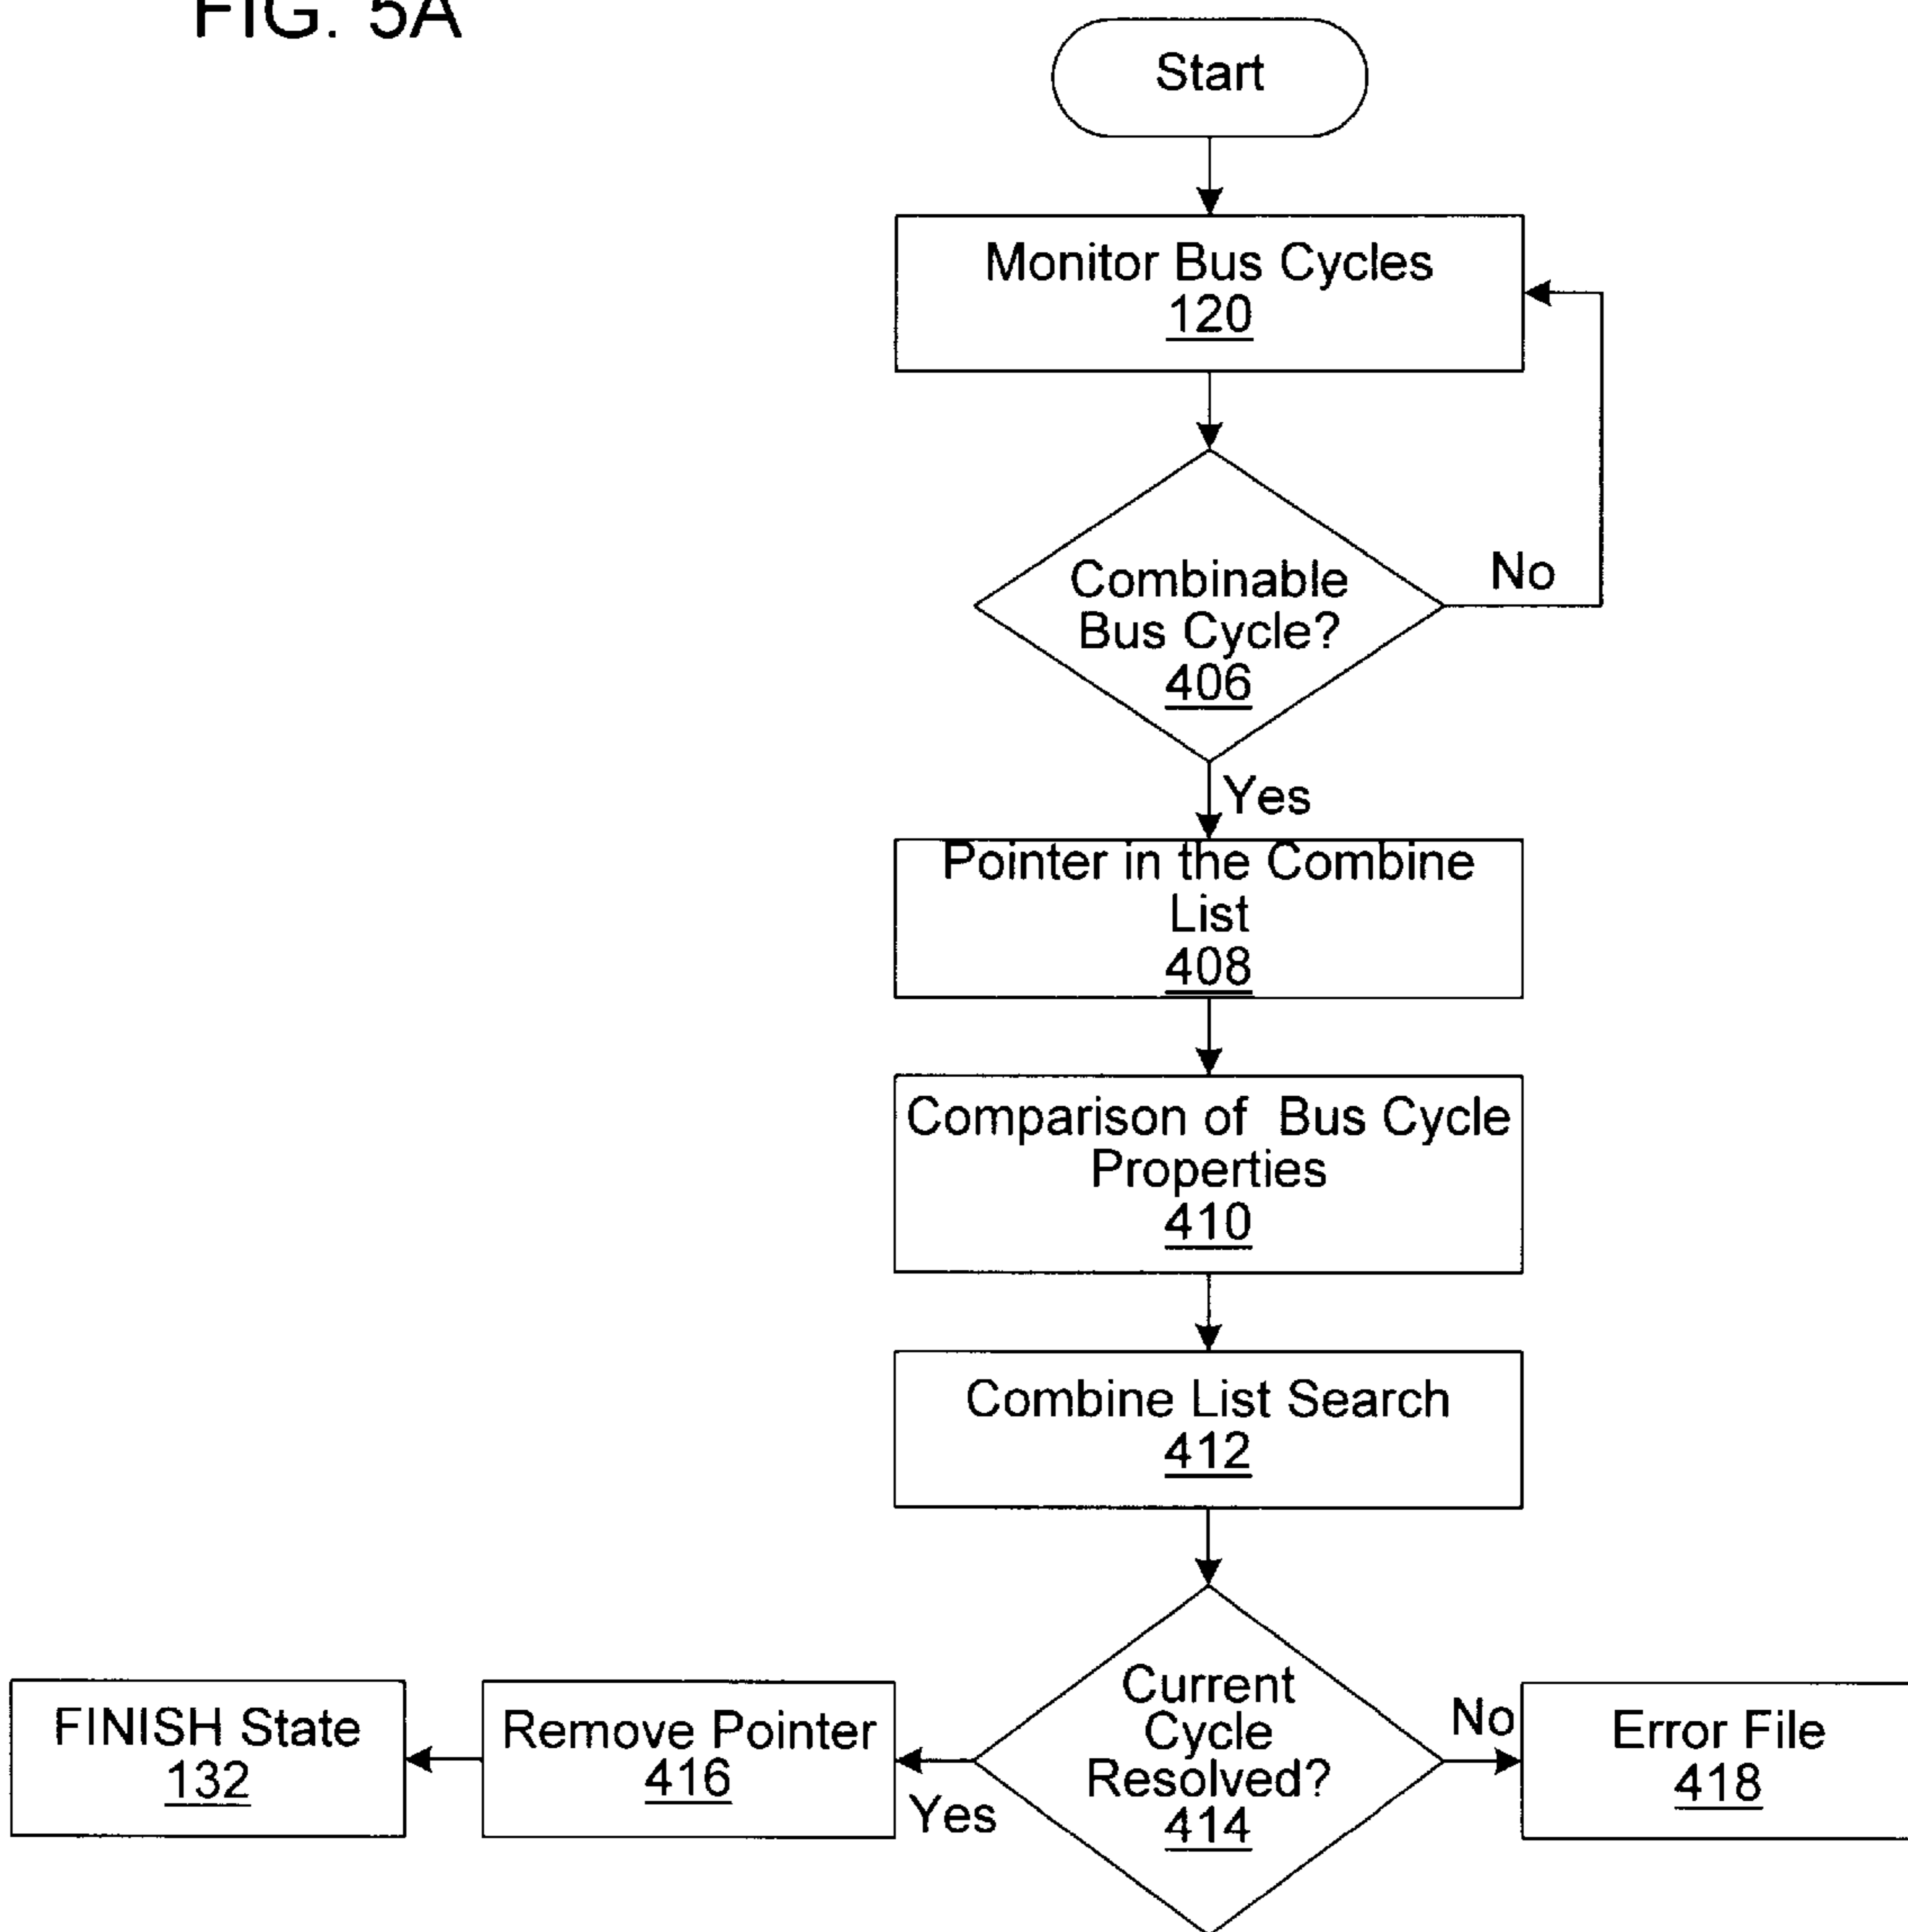 FIG. 5A
Start
Monitor Bus Cycles
120
Combinable
Bus Cycle?
406
No
Yes
Pointer in the Combine
List
408
Comparison of Bus Cycle
Properties
410
Combine List Search
412
Current
Cycle
Resolved?
414
No
Error File
418
Yes
Remove Pointer
416
FINISH State
132